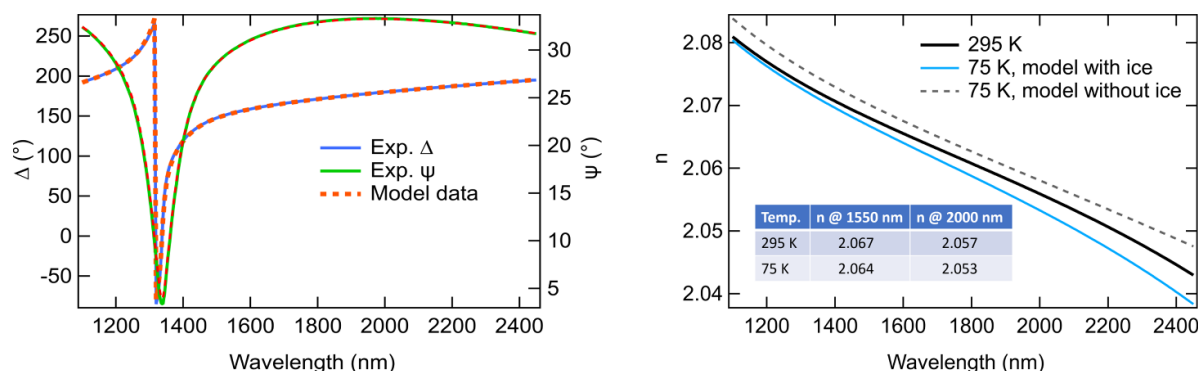 250
200
150
100
50
0
-50
Δ (°)
30
25
20
15
10
5
Ψ (°)
Exp. Δ
Exp. Ψ
Model data
1200 1400 1600 1800 2000 2200 2400
Wavelength (nm)
2.08
2.07
2.06
2.05
2.04
n
295 K
75 K, model with ice
75 K, model without ice
Temp. n @ 1550 nm n @ 2000 nm
295 K 2.067 2.057
75 K 2.064 2.053
1200 1400 1600 1800 2000 2200 2400
Wavelength (nm)